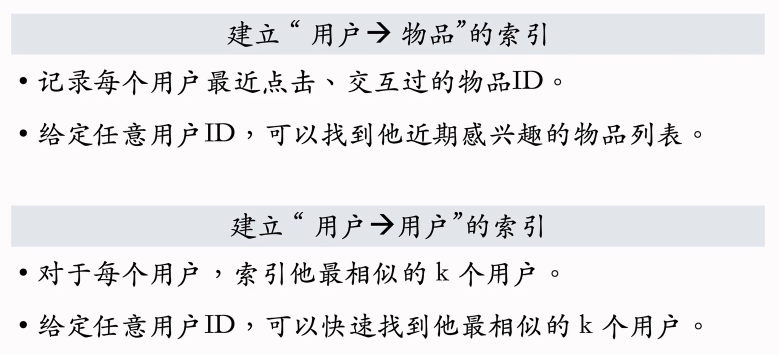 建立“ 用户→ 物品”的索引
• 记录每个用户最近点击、交互过的物品ID。
• 给定任意用户ID，可以找到他近期感兴趣的物品列表。
建立“ 用户→用户”的索引
• 对于每个用户，索引他最相似的 k 个用户。
• 给定任意用户ID，可以快速找到他最相似的 k 个用户。